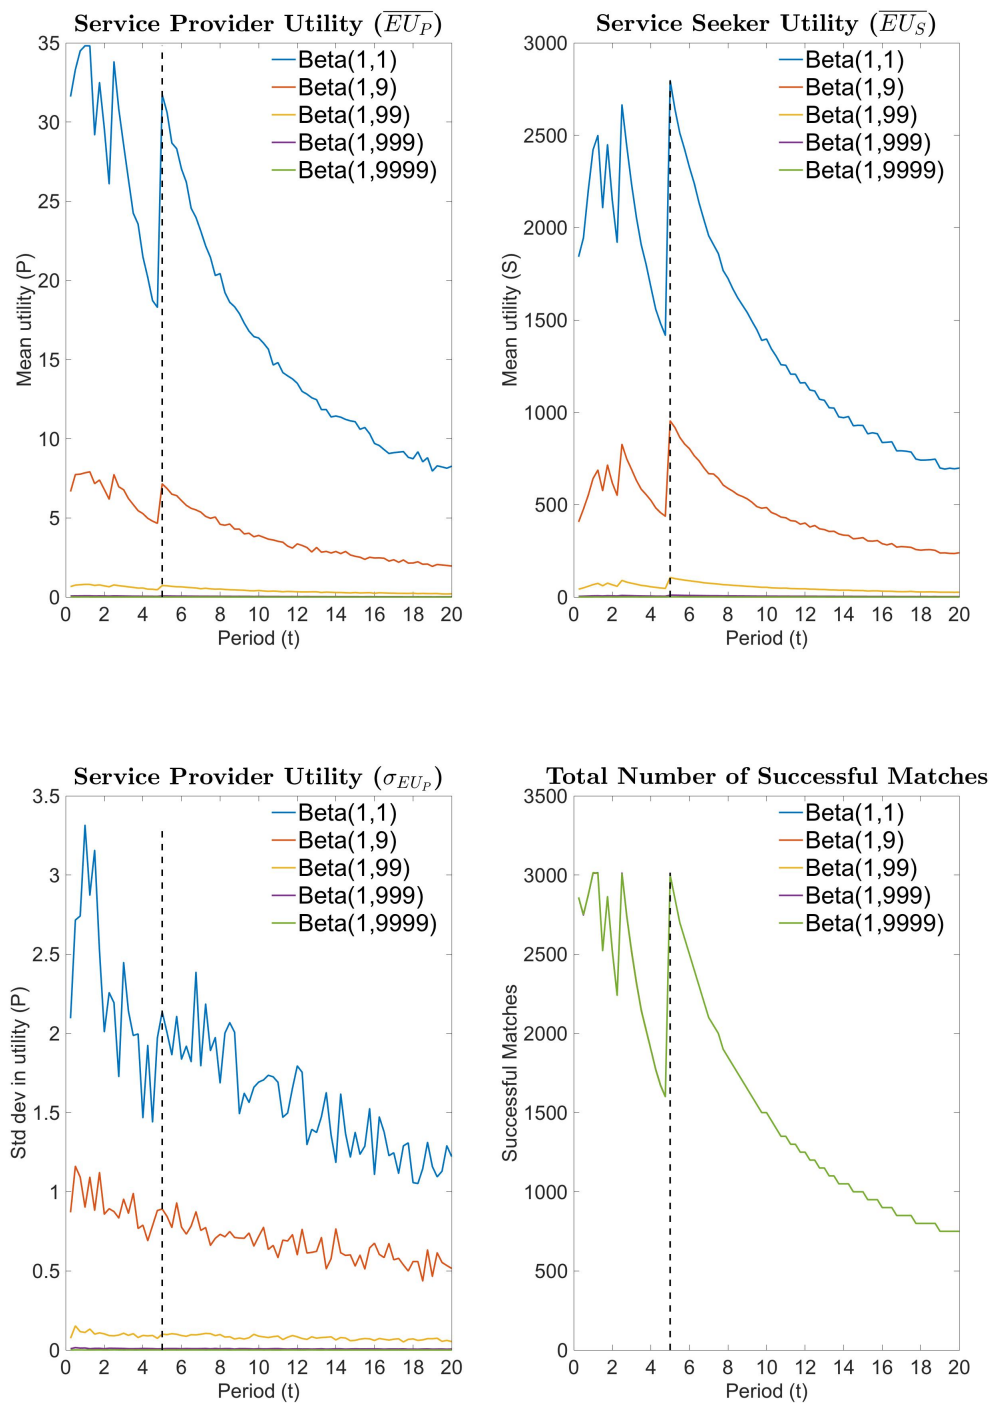 Service Provider Utility (EU_P)
35
30
25
20
15
10
5
0
Mean utility (P)
0 2 4 6 8 10 12 14 16 18 20
Period (t)
Beta(1,1)
Beta(1,9)
Beta(1,99)
Beta(1,999)
Beta(1,9999)
Service Seeker Utility (EU_S)
3000
2500
2000
1500
1000
500
0
Mean utility (S)
0 2 4 6 8 10 12 14 16 18 20
Period (t)
Beta(1,1)
Beta(1,9)
Beta(1,99)
Beta(1,999)
Beta(1,9999)
Service Provider Utility (σ_EU_P)
3.5
3
2.5
2
1.5
1
0.5
0
Std dev in utility (P)
0 2 4 6 8 10 12 14 16 18 20
Period (t)
Beta(1,1)
Beta(1,9)
Beta(1,99)
Beta(1,999)
Beta(1,9999)
Total Number of Successful Matches
3500
3000
2500
2000
1500
1000
500
0
Successful Matches
0 2 4 6 8 10 12 14 16 18 20
Period (t)
Beta(1,1)
Beta(1,9)
Beta(1,99)
Beta(1,999)
Beta(1,9999)